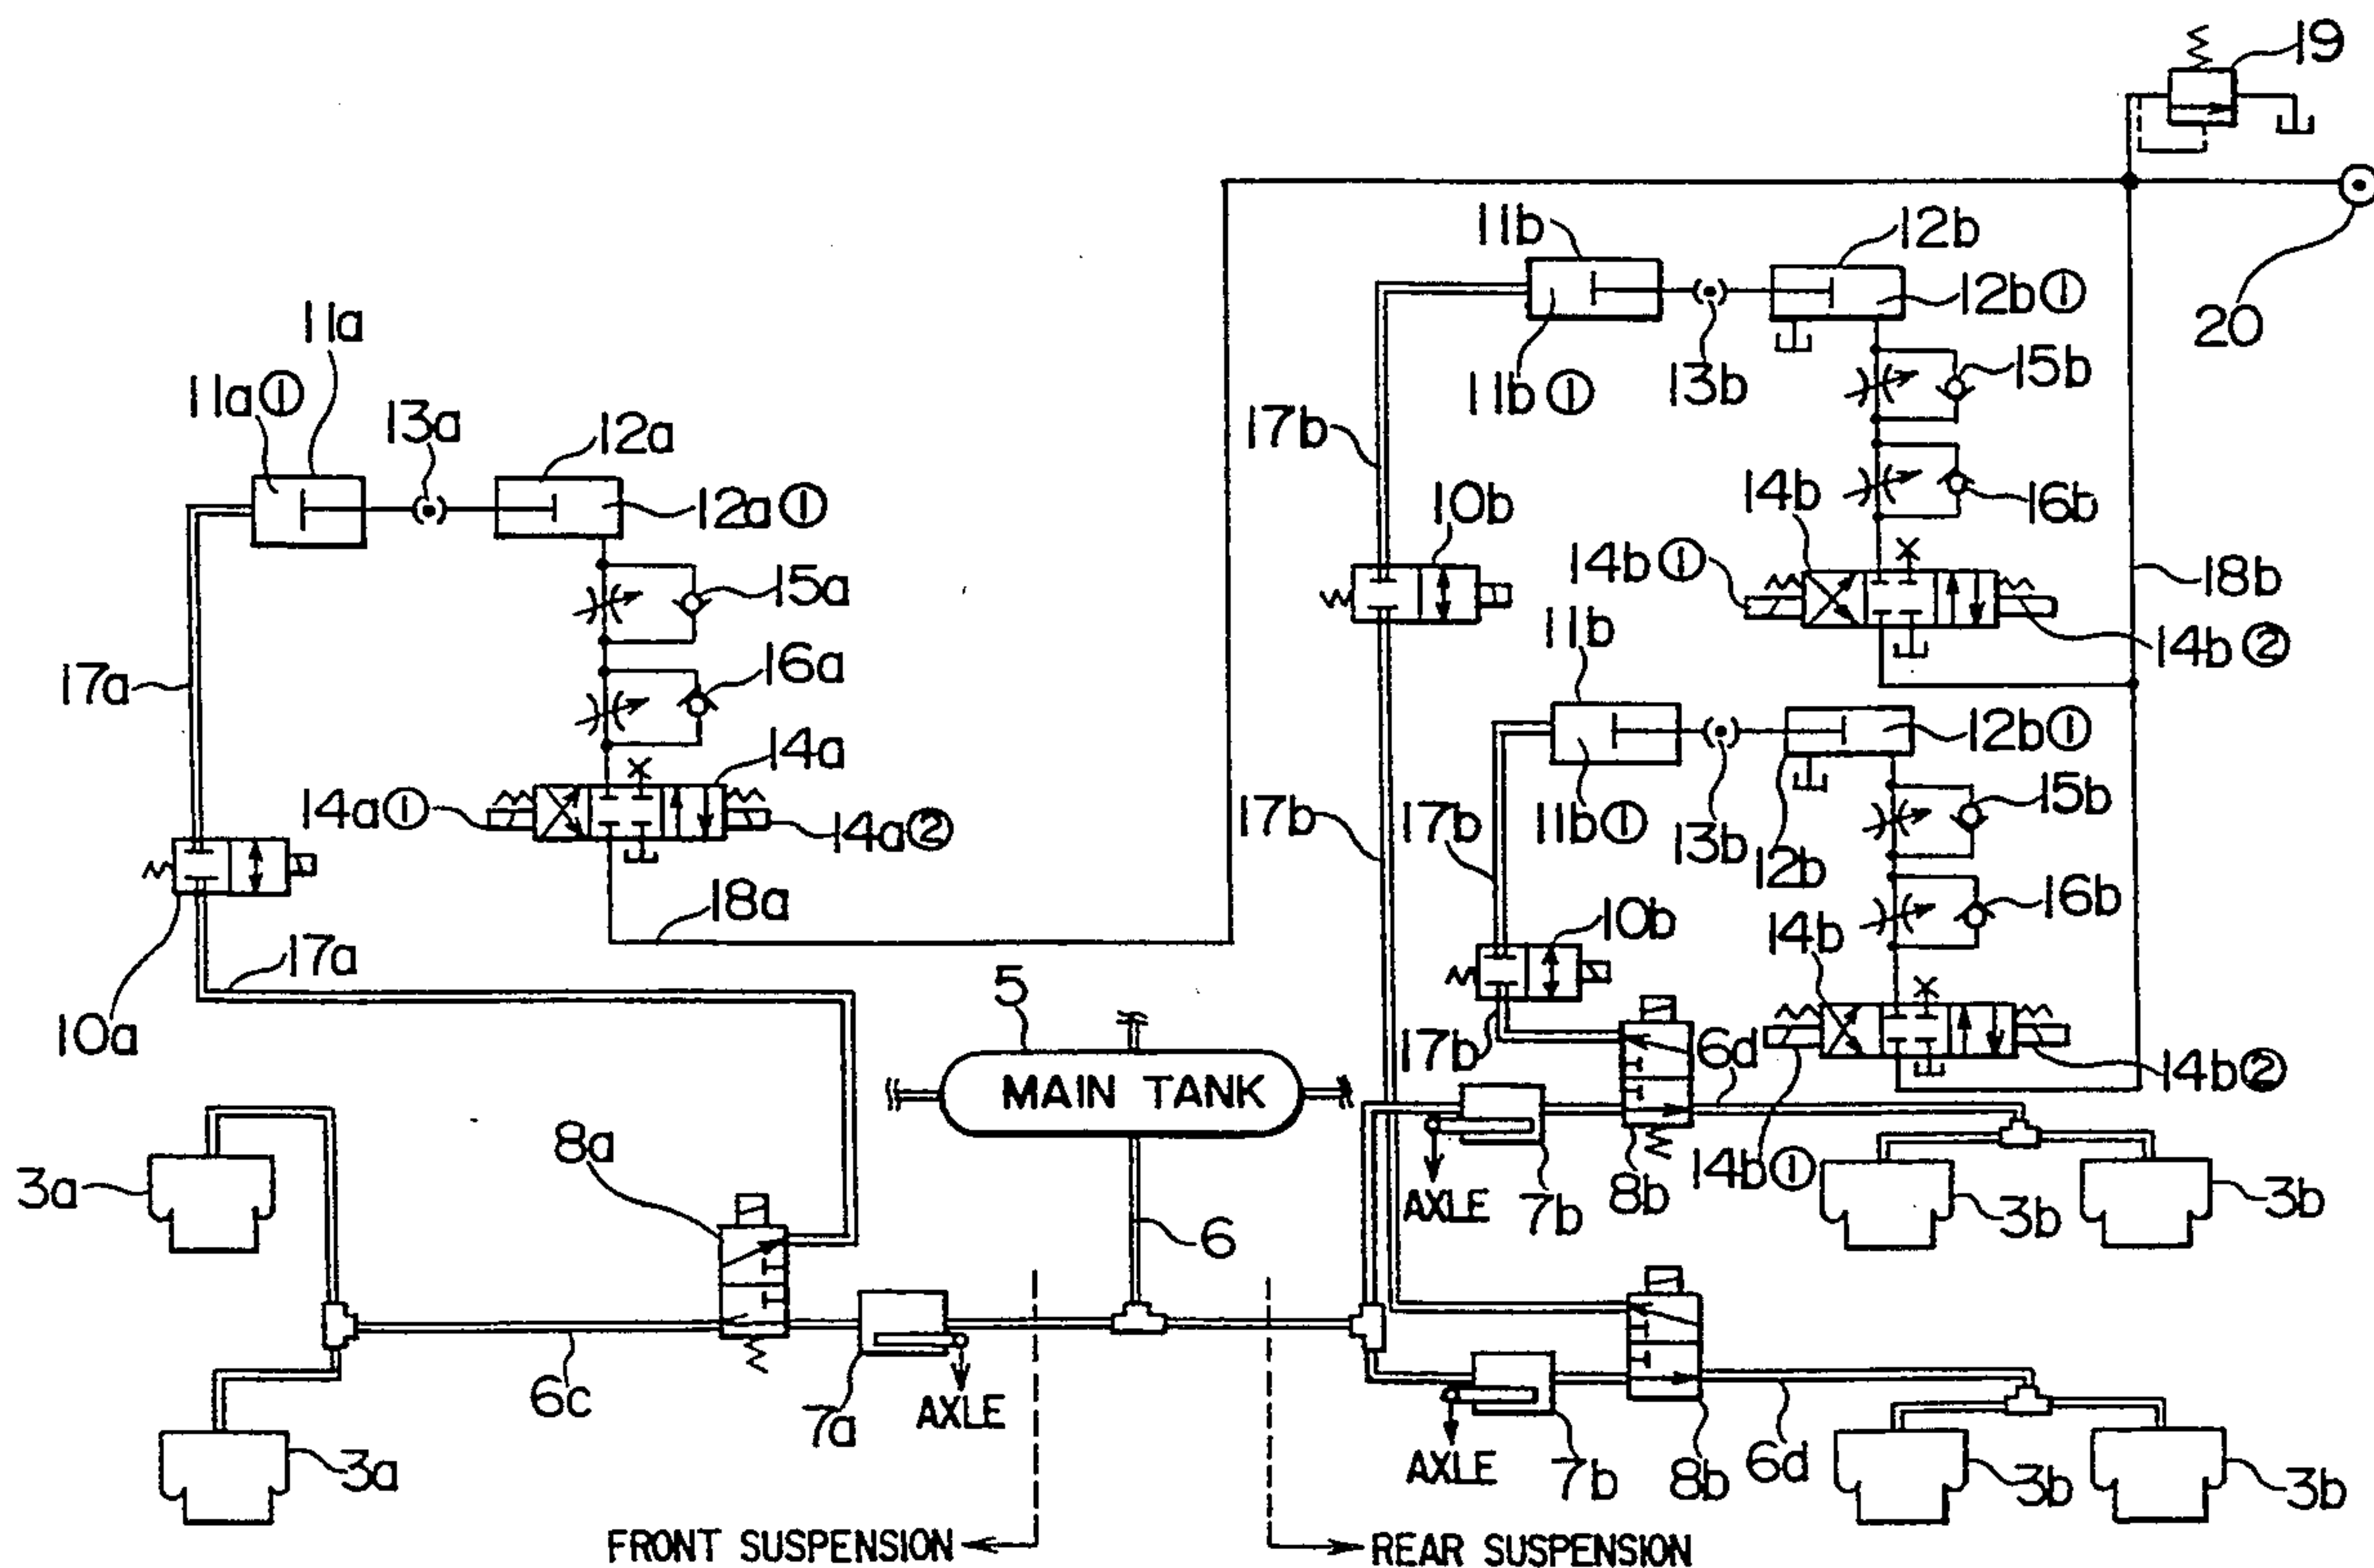 19
11b
12b
12b①
20
11a
11a①
13a
12a
12a①
11b①
13b
15b
17b
10b
14b
16b
14b①
18b
14b②
15a
11b
17a
16a
12b①
14a
14a①
14a②
17b
17b
11b①
13b
12b
15b
18a
10b
14b
16b
17a
5
10a
17b
6d
14b②
MAIN TANK
8a
3a
AXLE
7b
8b
14b①
3b
3b
6
6c
7a
AXLE
3a
AXLE
7b
8b
6d
3b
3b
FRONT SUSPENSION
REAR SUSPENSION